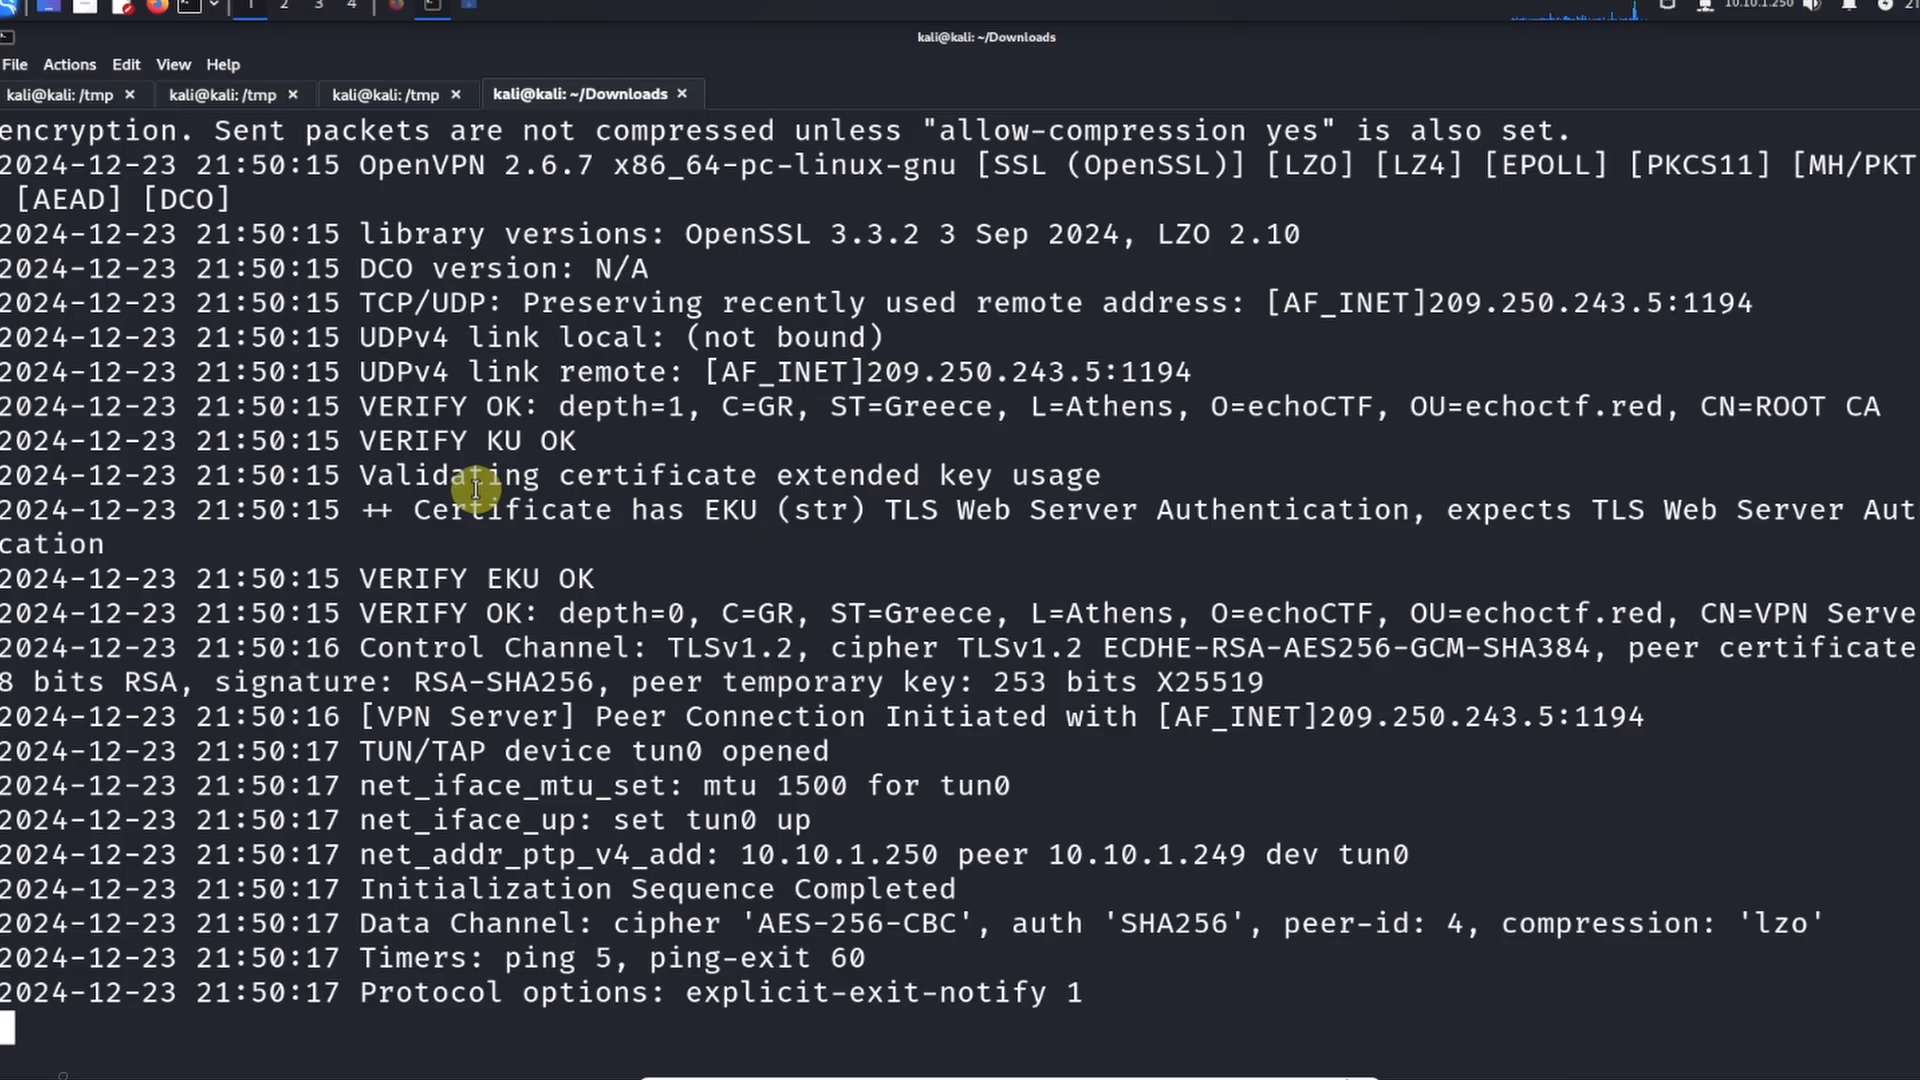 1 2 3 4 10.10.1.250
kali@kali: ~/Downloads
File Actions Edit View Help
kali@kali: /tmp × kali@kali: /tmp × kali@kali: /tmp × kali@kali: ~/Downloads ×
encryption. Sent packets are not compressed unless "allow-compression yes" is also set.
2024-12-23 21:50:15 OpenVPN 2.6.7 x86_64-pc-linux-gnu [SSL (OpenSSL)] [LZO] [LZ4] [EPOLL] [PKCS11] [MH/PKT
[AEAD] [DCO]
2024-12-23 21:50:15 library versions: OpenSSL 3.3.2 3 Sep 2024, LZO 2.10
2024-12-23 21:50:15 DCO version: N/A
2024-12-23 21:50:15 TCP/UDP: Preserving recently used remote address: [AF_INET]209.250.243.5:1194
2024-12-23 21:50:15 UDPv4 link local: (not bound)
2024-12-23 21:50:15 UDPv4 link remote: [AF_INET]209.250.243.5:1194
2024-12-23 21:50:15 VERIFY OK: depth=1, C=GR, ST=Greece, L=Athens, O=echoCTF, OU=echoctf.red, CN=ROOT CA
2024-12-23 21:50:15 VERIFY KU OK
2024-12-23 21:50:15 Validating certificate extended key usage
2024-12-23 21:50:15 ++ Certificate has EKU (str) TLS Web Server Authentication, expects TLS Web Server Aut
cation
2024-12-23 21:50:15 VERIFY EKU OK
2024-12-23 21:50:15 VERIFY OK: depth=0, C=GR, ST=Greece, L=Athens, O=echoCTF, OU=echoctf.red, CN=VPN Serve
2024-12-23 21:50:16 Control Channel: TLSv1.2, cipher TLSv1.2 ECDHE-RSA-AES256-GCM-SHA384, peer certificate
8 bits RSA, signature: RSA-SHA256, peer temporary key: 253 bits X25519
2024-12-23 21:50:16 [VPN Server] Peer Connection Initiated with [AF_INET]209.250.243.5:1194
2024-12-23 21:50:17 TUN/TAP device tun0 opened
2024-12-23 21:50:17 net_iface_mtu_set: mtu 1500 for tun0
2024-12-23 21:50:17 net_iface_up: set tun0 up
2024-12-23 21:50:17 net_addr_ptp_v4_add: 10.10.1.250 peer 10.10.1.249 dev tun0
2024-12-23 21:50:17 Initialization Sequence Completed
2024-12-23 21:50:17 Data Channel: cipher 'AES-256-CBC', auth 'SHA256', peer-id: 4, compression: 'lzo'
2024-12-23 21:50:17 Timers: ping 5, ping-exit 60
2024-12-23 21:50:17 Protocol options: explicit-exit-notify 1